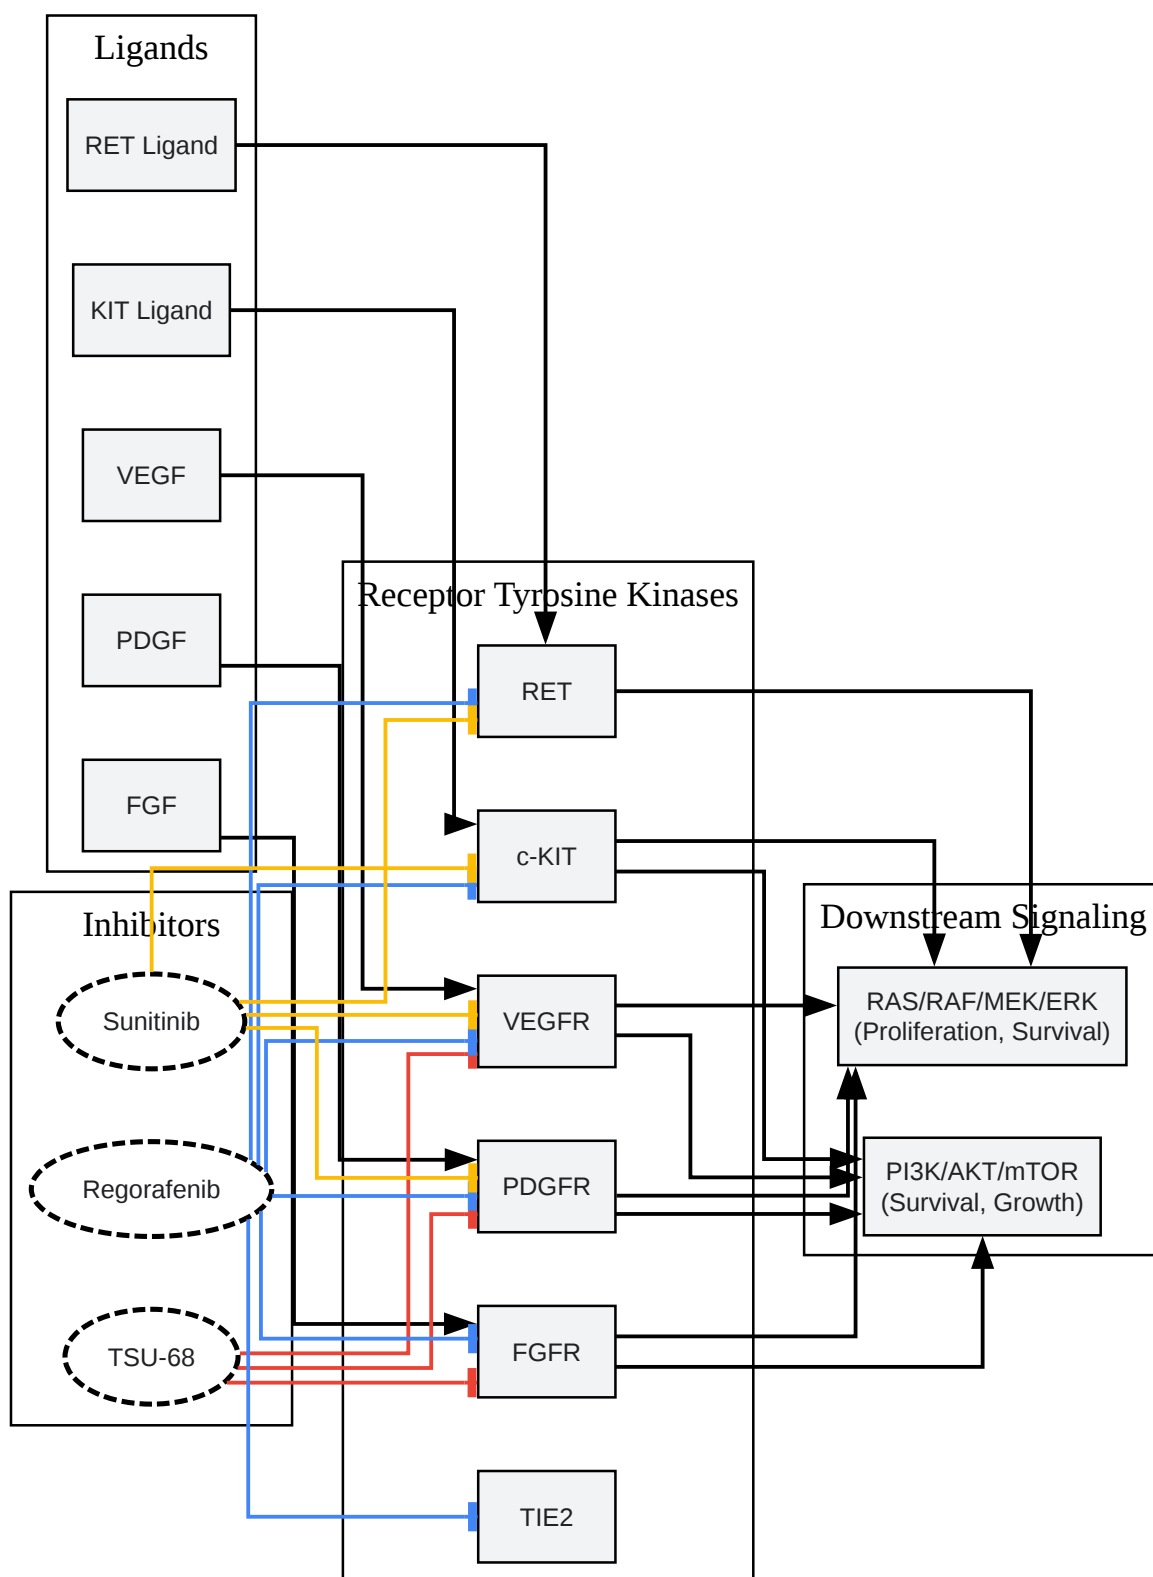 Ligands
RET Ligand
KIT Ligand
VEGF
PDGF
FGF
Inhibitors
Sunitinib
Regorafenib
TSU-68
Receptor Tyrosine Kinases
RET
c-KIT
VEGFR
PDGFR
FGFR
TIE2
Downstream Signaling
RAS/RAF/MEK/ERK
(Proliferation, Survival)
PI3K/AKT/mTOR
(Survival, Growth)